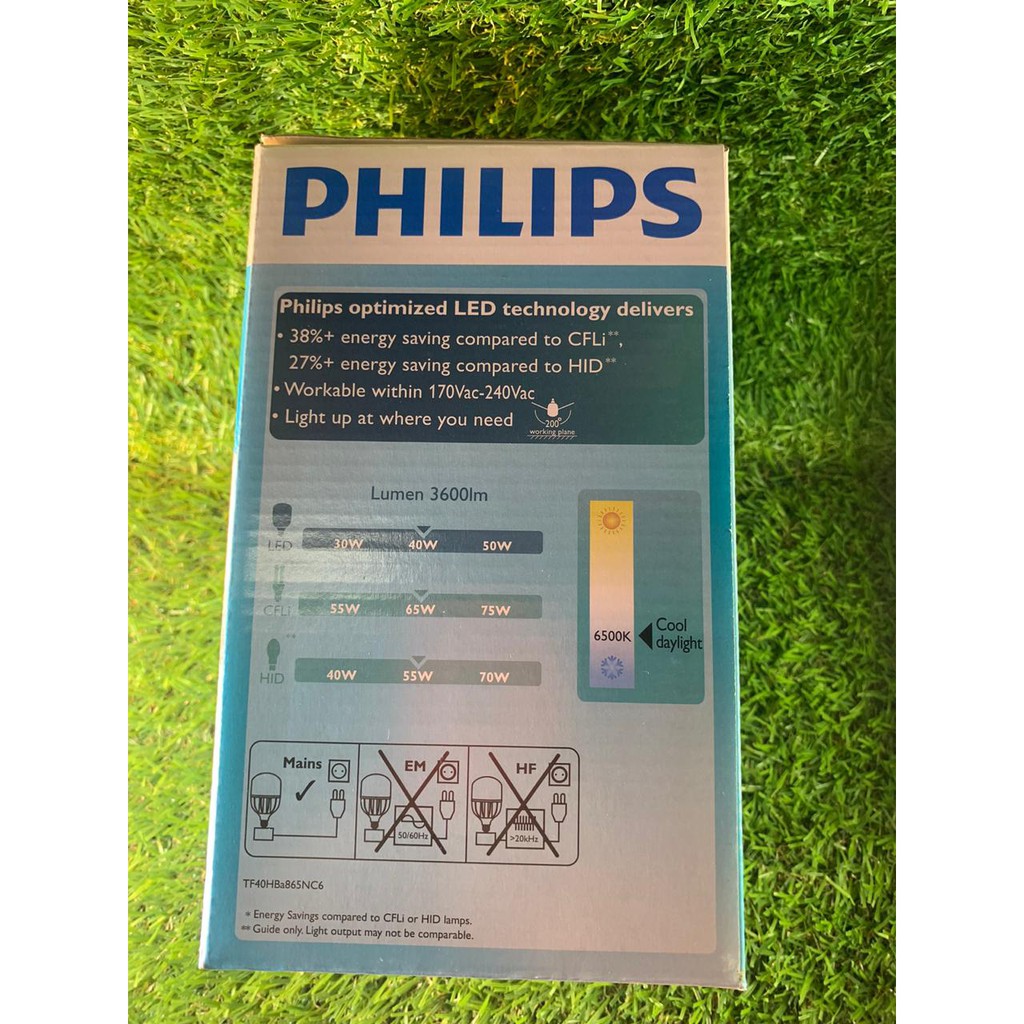 PHILIPS
Philips optimized LED technology delivers
• 38%+ energy saving compared to CFLi**,
27%+ energy saving compared to HID**
• Workable within 170Vac-240Vac
• Light up at where you need
200°
working plane
Lumen 3600lm
LED 30W 40W 50W
CFLi 55W 65W 75W
**
HID 40W 55W 70W
6500K
Cool
daylight
Mains EM HF
50/60Hz >20kHz
TF40HBa865NC6
* Energy Savings compared to CFLi or HID lamps.
** Guide only. Light output may not be comparable.